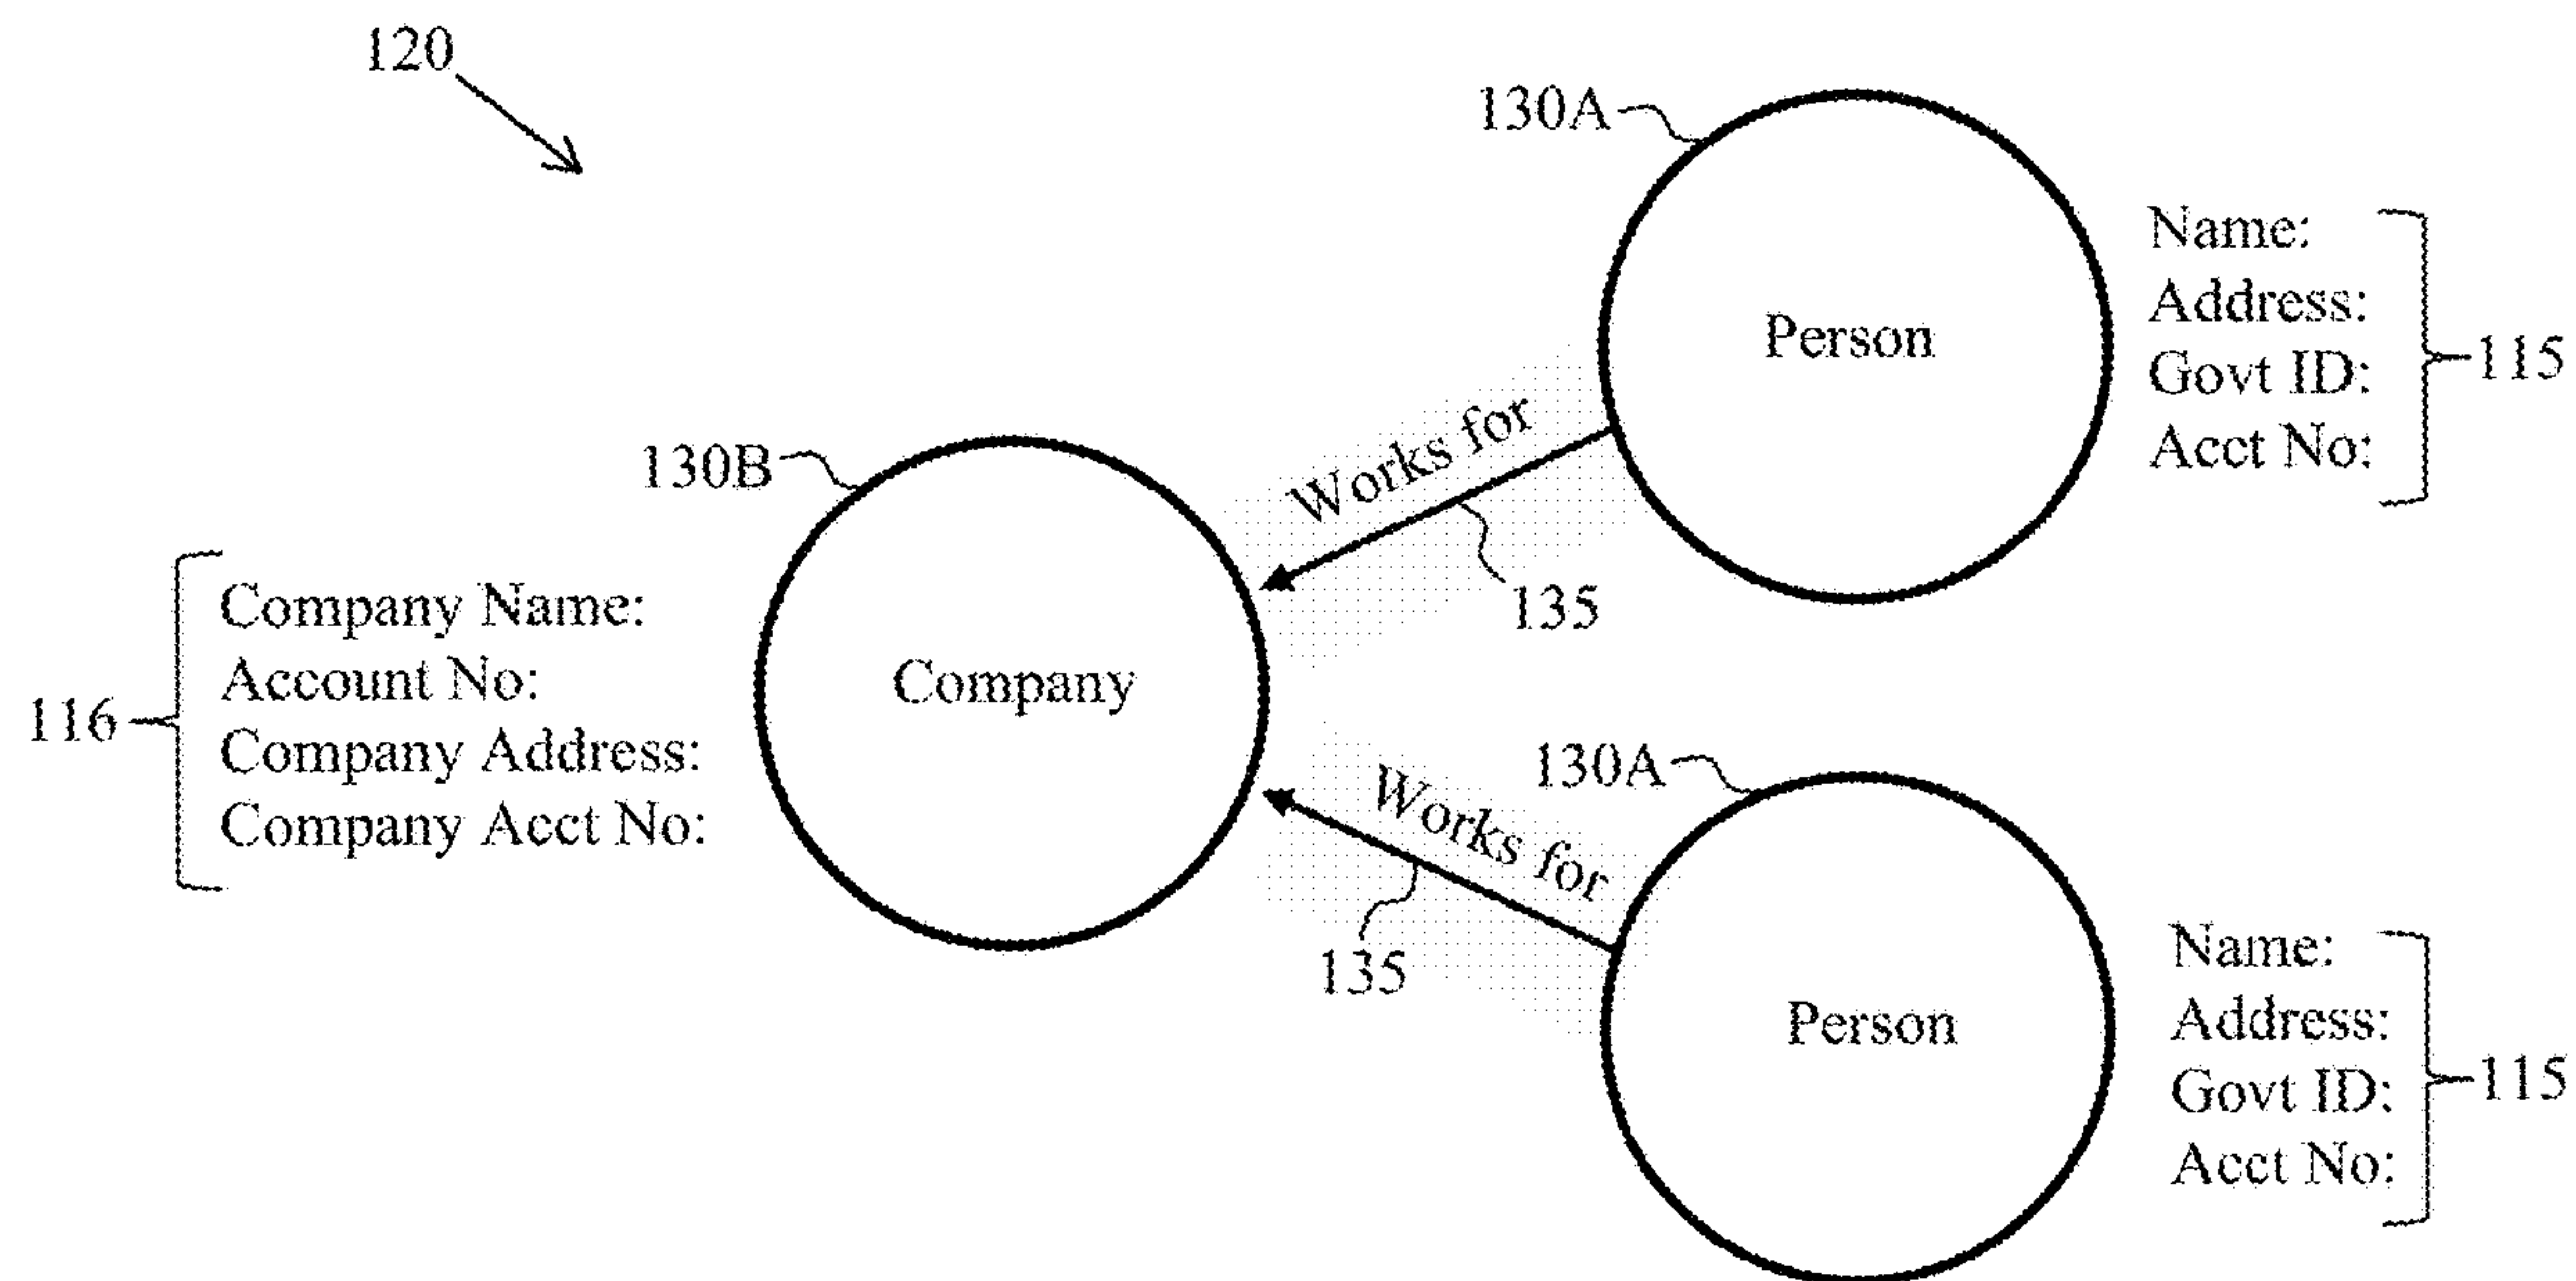 120
130A
Person
Name:
Address:
Govt ID:
Acct No:
115
Works for
135
130B
Company
116
Company Name:
Account No:
Company Address:
Company Acct No:
Works for
135
130A
Person
Name:
Address:
Govt ID:
Acct No:
115